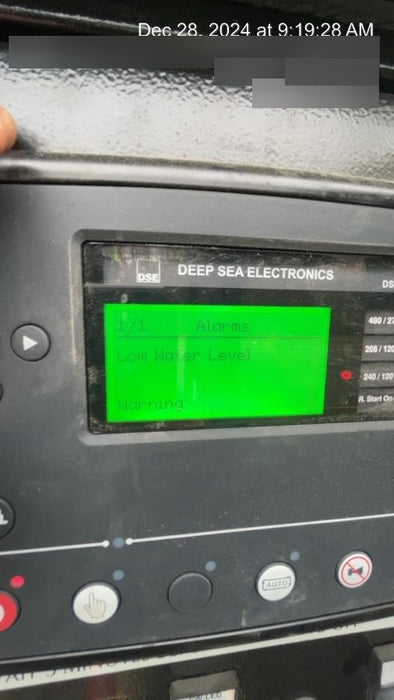 Dec 28, 2024 at 9:19:28 AM
DSE
DEEP SEA ELECTRONICS
DS
480 / 27
1/1 Alarms
208 / 120
Low Water Level
240 / 120
R. Start On
Warning
AUTO